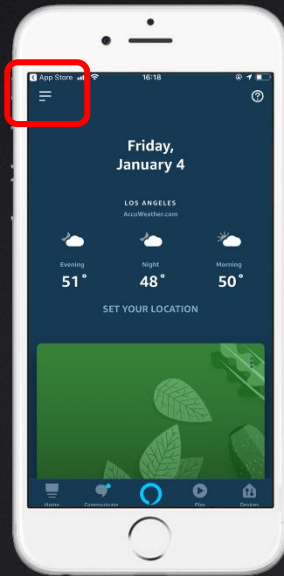 App Store
16:18
Friday,
January 4
LOS ANGELES
AccuWeather.com
Evening Night Morning
51° 48° 50°
SET YOUR LOCATION
Home Communicate Play Devices